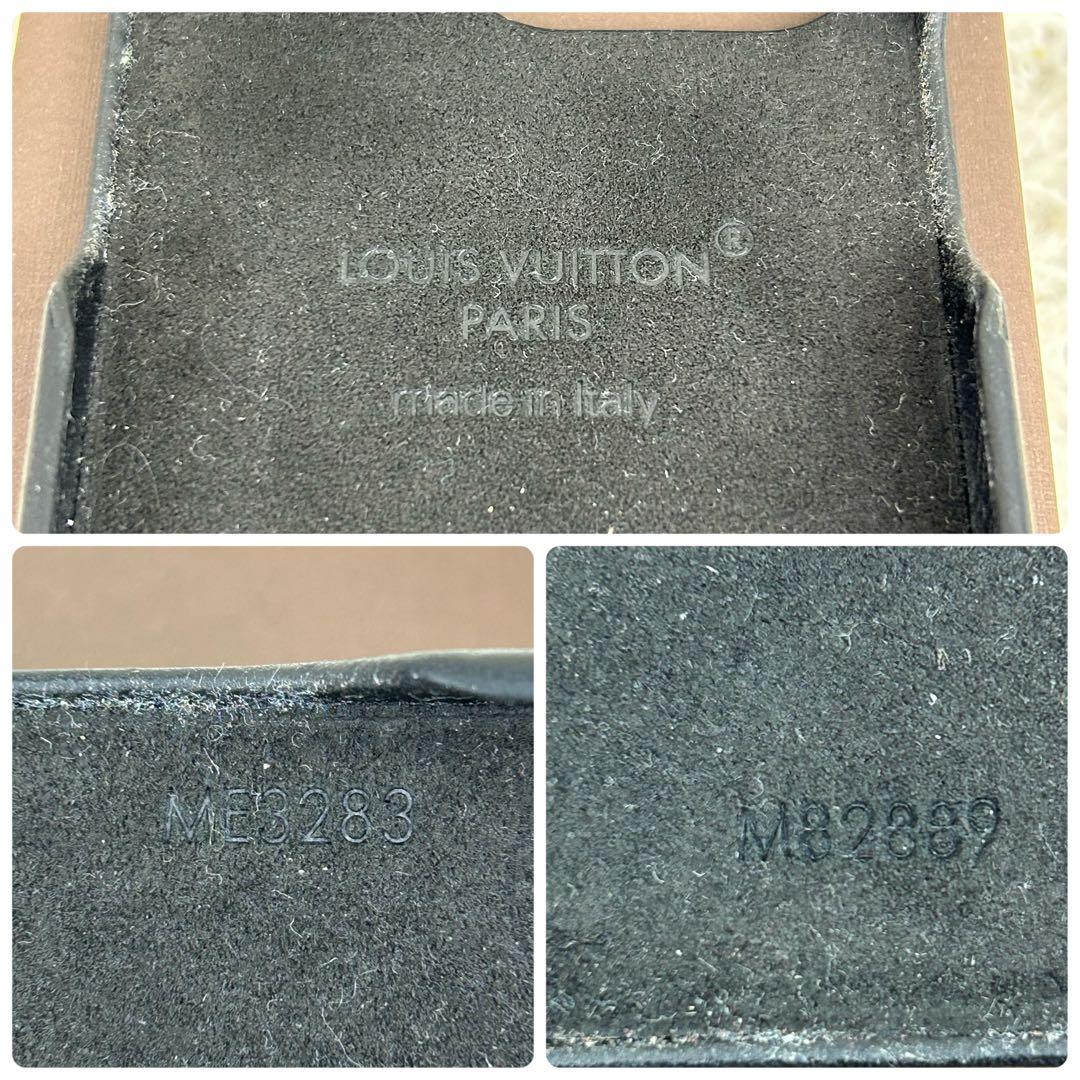 LOUIS VUITTON®
PARIS
made in Italy
ME3283
M82889